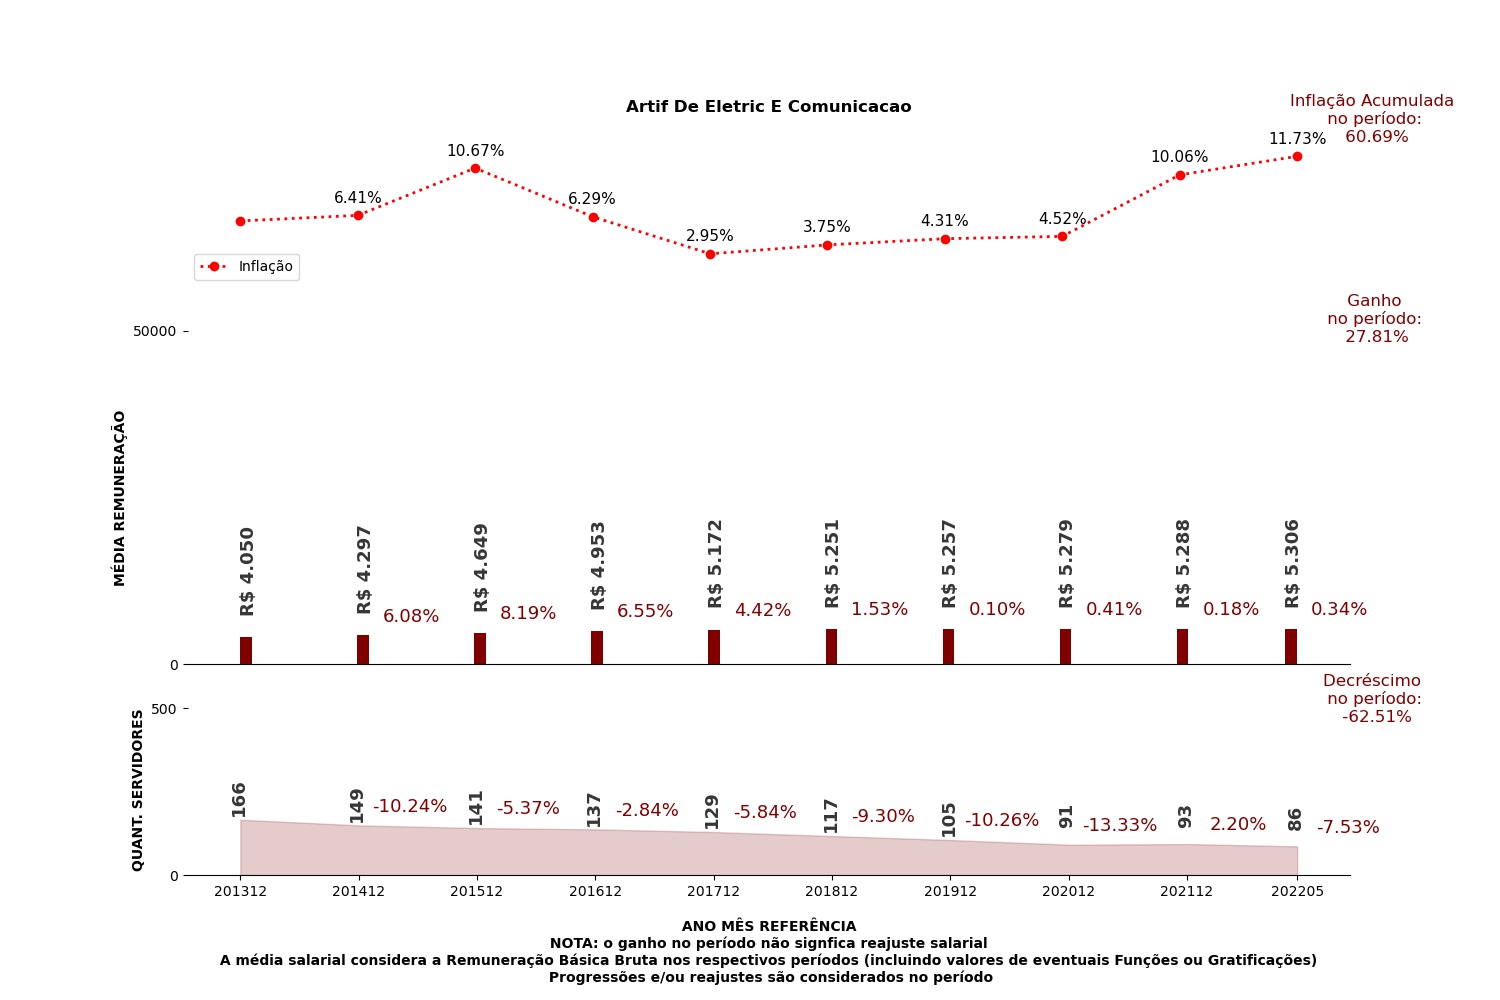 Artif De Eletric E Comunicacao
Inflação Acumulada
no período:
60.69%
6.41%
10.67%
6.29%
2.95%
3.75%
4.31%
4.52%
10.06%
11.73%
Inflação
Ganho
no período:
27.81%
50000
0
MÉDIA REMUNERAÇÃO
R$ 4.050
R$ 4.297
R$ 4.649
R$ 4.953
R$ 5.172
R$ 5.251
R$ 5.257
R$ 5.279
R$ 5.288
R$ 5.306
6.08%
8.19%
6.55%
4.42%
1.53%
0.10%
0.41%
0.18%
0.34%
Decréscimo
no período:
-62.51%
500
0
QUANT. SERVIDORES
166
149
141
137
129
117
105
91
93
86
-10.24%
-5.37%
-2.84%
-5.84%
-9.30%
-10.26%
-13.33%
2.20%
-7.53%
201312
201412
201512
201612
201712
201812
201912
202012
202112
202205
ANO MÊS REFERÊNCIA
NOTA: o ganho no período não signfica reajuste salarial
A média salarial considera a Remuneração Básica Bruta nos respectivos períodos (incluindo valores de eventuais Funções ou Gratificações)
Progressões e/ou reajustes são considerados no período